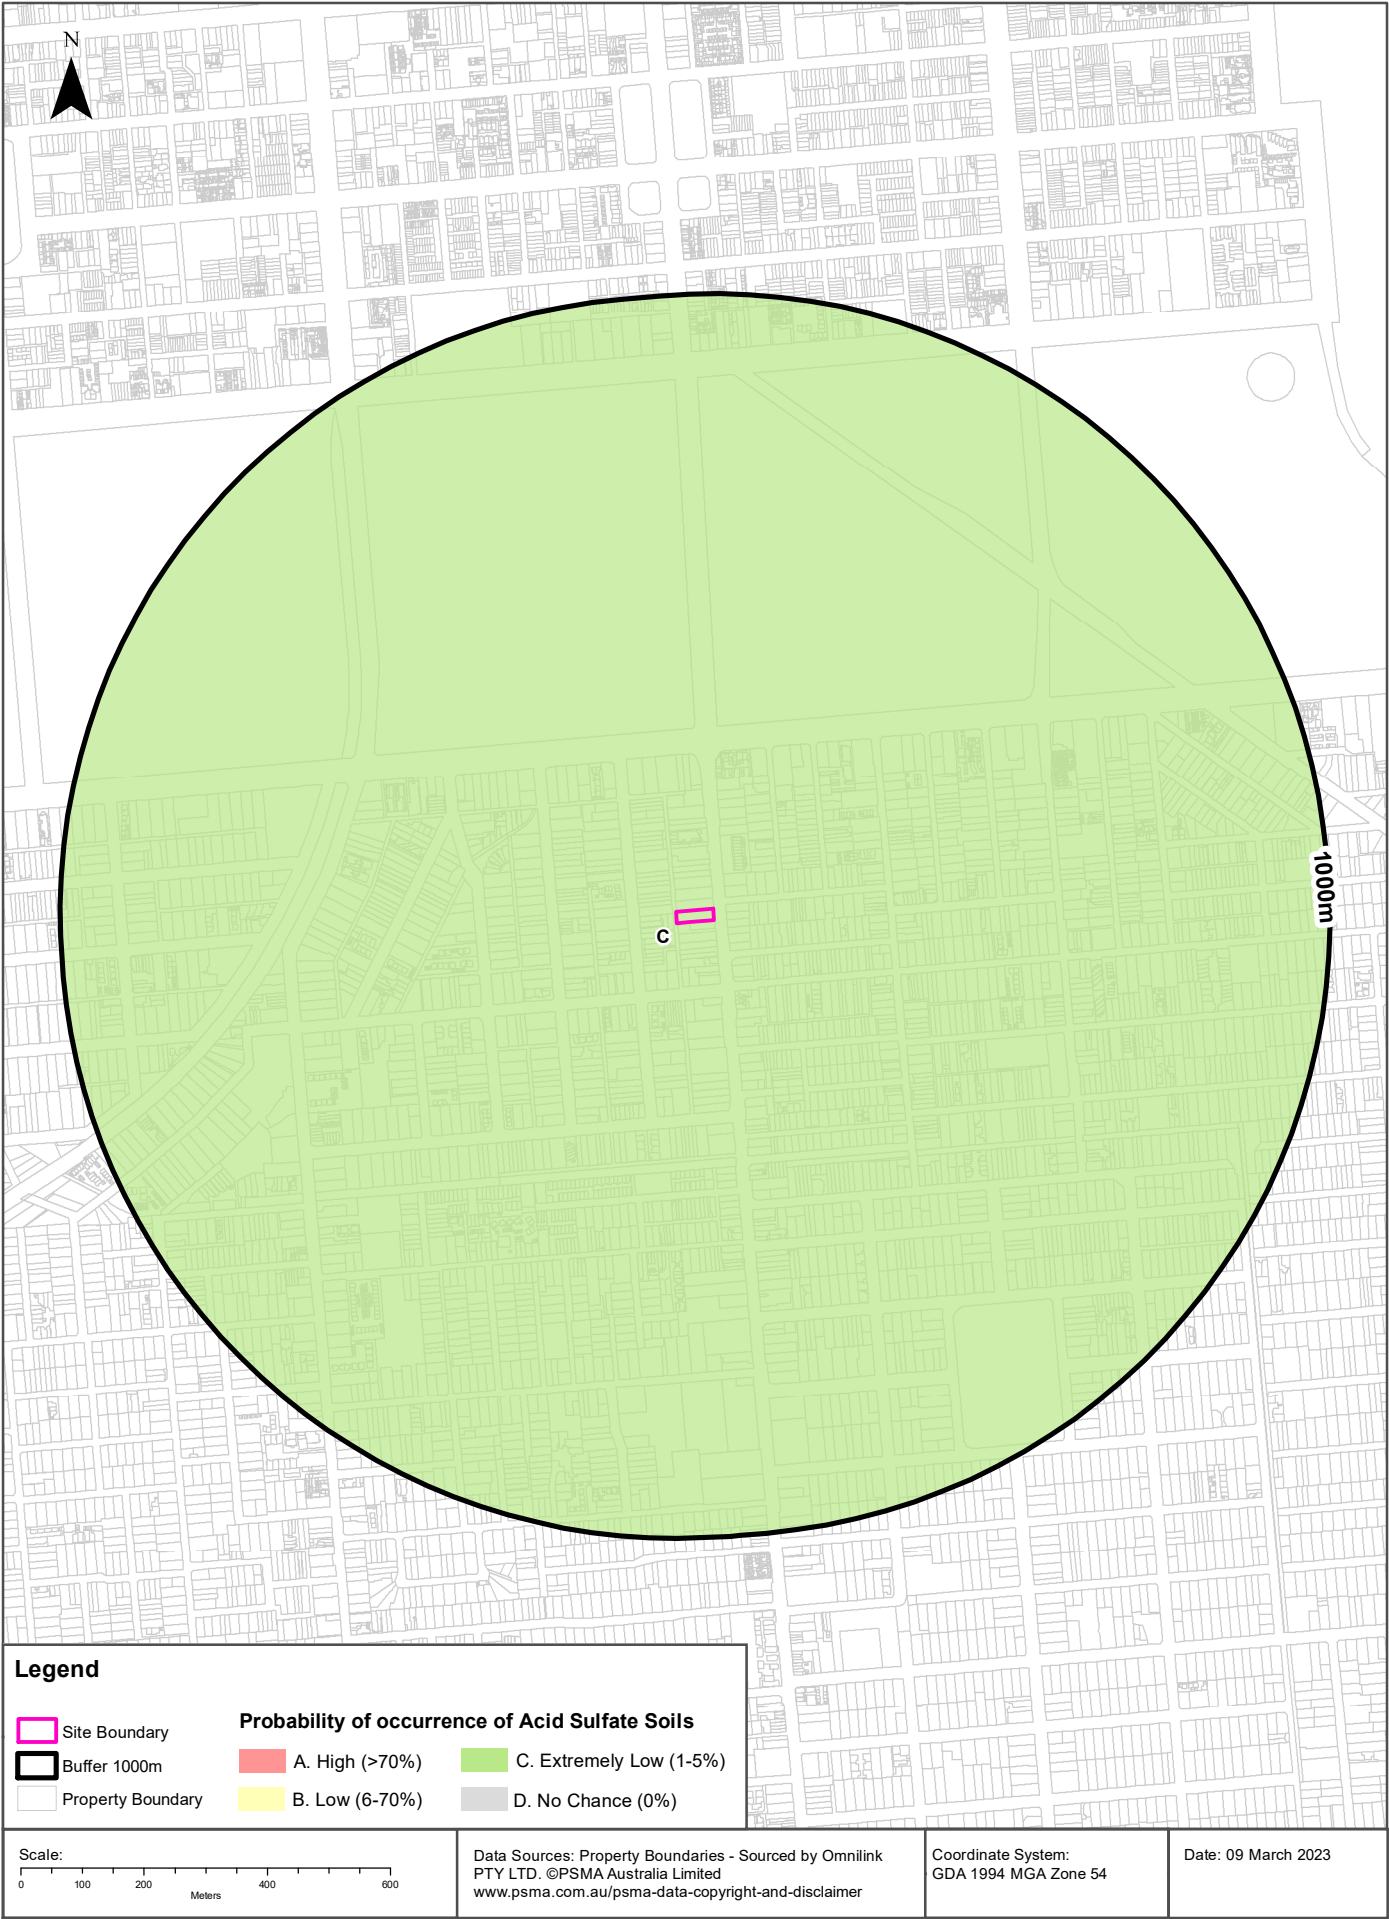 N
1000m
C
Legend
Site Boundary
Buffer 1000m
Property Boundary
Probability of occurrence of Acid Sulfate Soils
A. High (>70%)
B. Low (6-70%)
C. Extremely Low (1-5%)
D. No Chance (0%)
Scale:
0 100 200 400 600
Meters
Data Sources: Property Boundaries - Sourced by Omnilink
PTY LTD. ©PSMA Australia Limited
www.psma.com.au/psma-data-copyright-and-disclaimer
Coordinate System:
GDA 1994 MGA Zone 54
Date: 09 March 2023